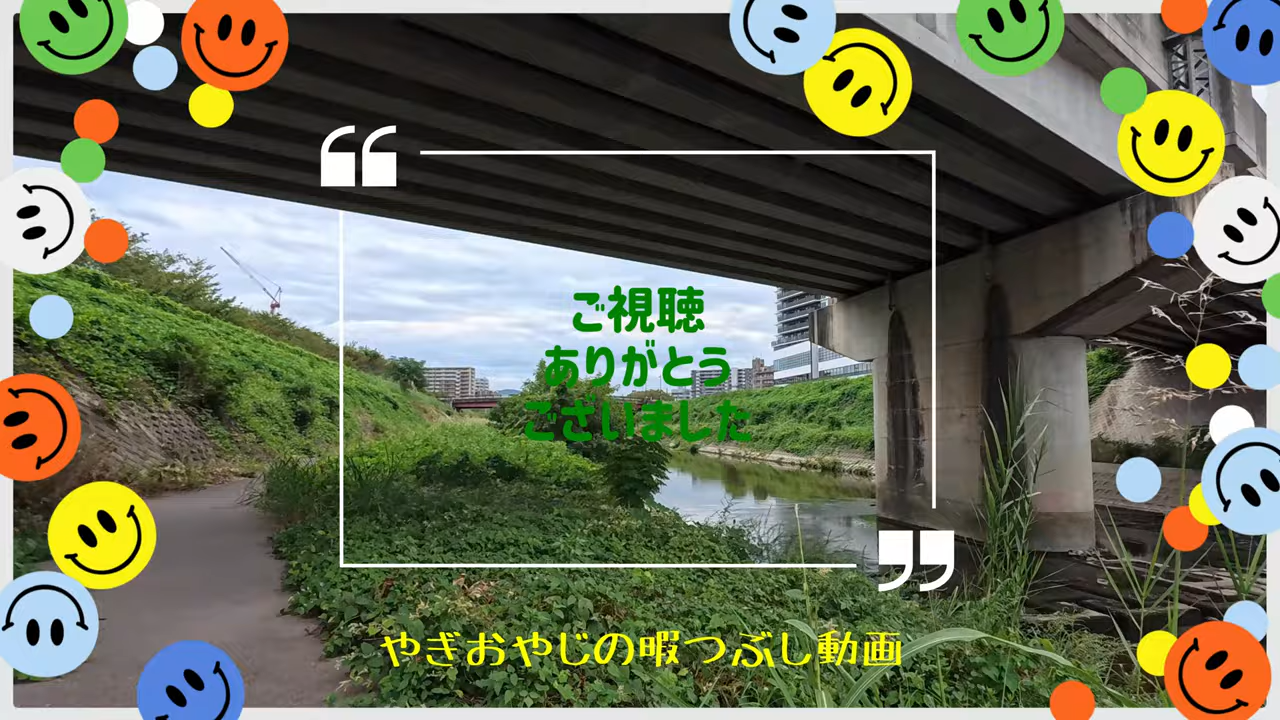 ご視聴
ありがとう
ございました
やぎおやじの暇つぶし動画